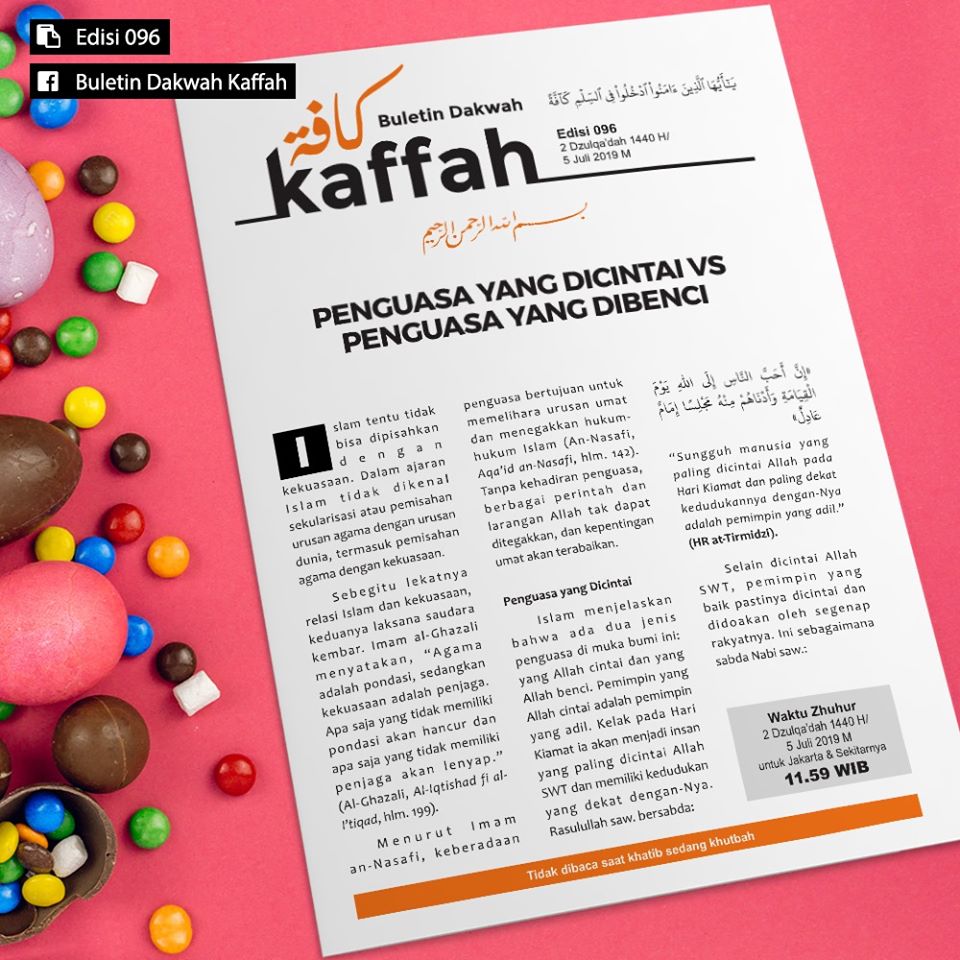 Edisi 096
Buletin Dakwah Kaffah
كافة
Buletin Dakwah
kaffah
يَـٰٓأَيُّهَا ٱلَّذِينَ ءَامَنُوا۟ ٱدْخُلُوا۟ فِى ٱلسِّلْمِ كَآفَّةً
Edisi 096
2 Dzulqa'dah 1440 H/
5 Juli 2019 M
بسم الله الرحمن الرحيم
PENGUASA YANG DICINTAI VS
PENGUASA YANG DIBENCI
Islam tentu tidak
bisa dipisahkan
dengan
kekuasaan. Dalam ajaran
Islam tidak dikenal
sekularisasi atau pemisahan
urusan agama dengan urusan
dunia, termasuk pemisahan
agama dengan kekuasaan.
Sebegitu lekatnya
relasi Islam dan kekuasaan,
keduanya laksana saudara
kembar. Imam al-Ghazali
menyatakan, “Agama
adalah pondasi, sedangkan
kekuasaan adalah penjaga.
Apa saja yang tidak memiliki
pondasi akan hancur dan
apa saja yang tidak memiliki
penjaga akan lenyap.”
(Al-Ghazali, Al-Iqtishad fi al-
I’tiqad, hlm. 199).
Menurut Imam
an-Nasafi, keberadaan
penguasa bertujuan untuk
memelihara urusan umat
dan menegakkan hukum-
hukum Islam (An-Nasafi,
Aqa’id an-Nasafi, hlm. 142).
Tanpa kehadiran penguasa,
berbagai perintah dan
larangan Allah tak dapat
ditegakkan, dan kepentingan
umat akan terabaikan.
Penguasa yang Dicintai
Islam menjelaskan
bahwa ada dua jenis
penguasa di muka bumi ini:
yang Allah cintai dan yang
Allah benci. Pemimpin yang
Allah cintai adalah pemimpin
yang adil. Kelak pada Hari
Kiamat ia akan menjadi insan
yang paling dicintai Allah
SWT dan memiliki kedudukan
yang dekat dengan-Nya.
Rasulullah saw. bersabda:
«إِنَّ أَحَبَّ النَّاسِ إِلَى اللهِ يَوْمَ
الْقِيَامَةِ وَأَدْنَاهُمْ مِنْهُ مَجْلِسًا إِمَامٌ
عَادِلٌ»
“Sungguh manusia yang
paling dicintai Allah pada
Hari Kiamat dan paling dekat
kedudukannya dengan-Nya
adalah pemimpin yang adil.”
(HR at-Tirmidzi).
Selain dicintai Allah
SWT, pemimpin yang
baik pastinya dicintai dan
didoakan oleh segenap
rakyatnya. Ini sebagaimana
sabda Nabi saw.:
Waktu Zhuhur
2 Dzulqa'dah 1440 H/
5 Juli 2019 M
untuk Jakarta & Sekitarnya
11.59 WIB
Tidak dibaca saat khatib sedang khutbah